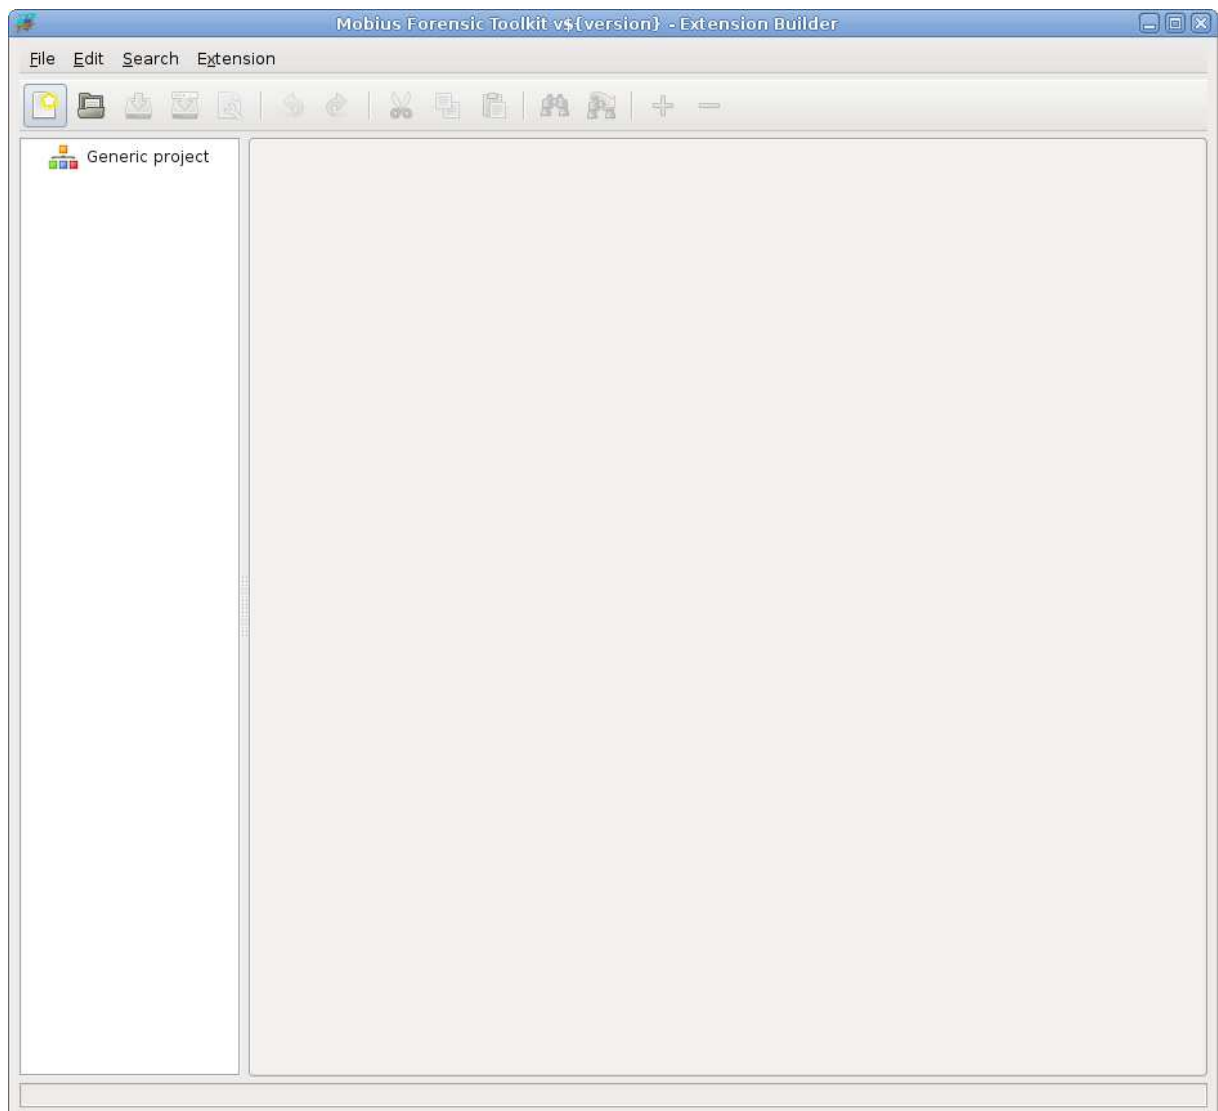 Mobius Forensic Toolkit v${version} - Extension Builder
File Edit Search Extension
Generic project